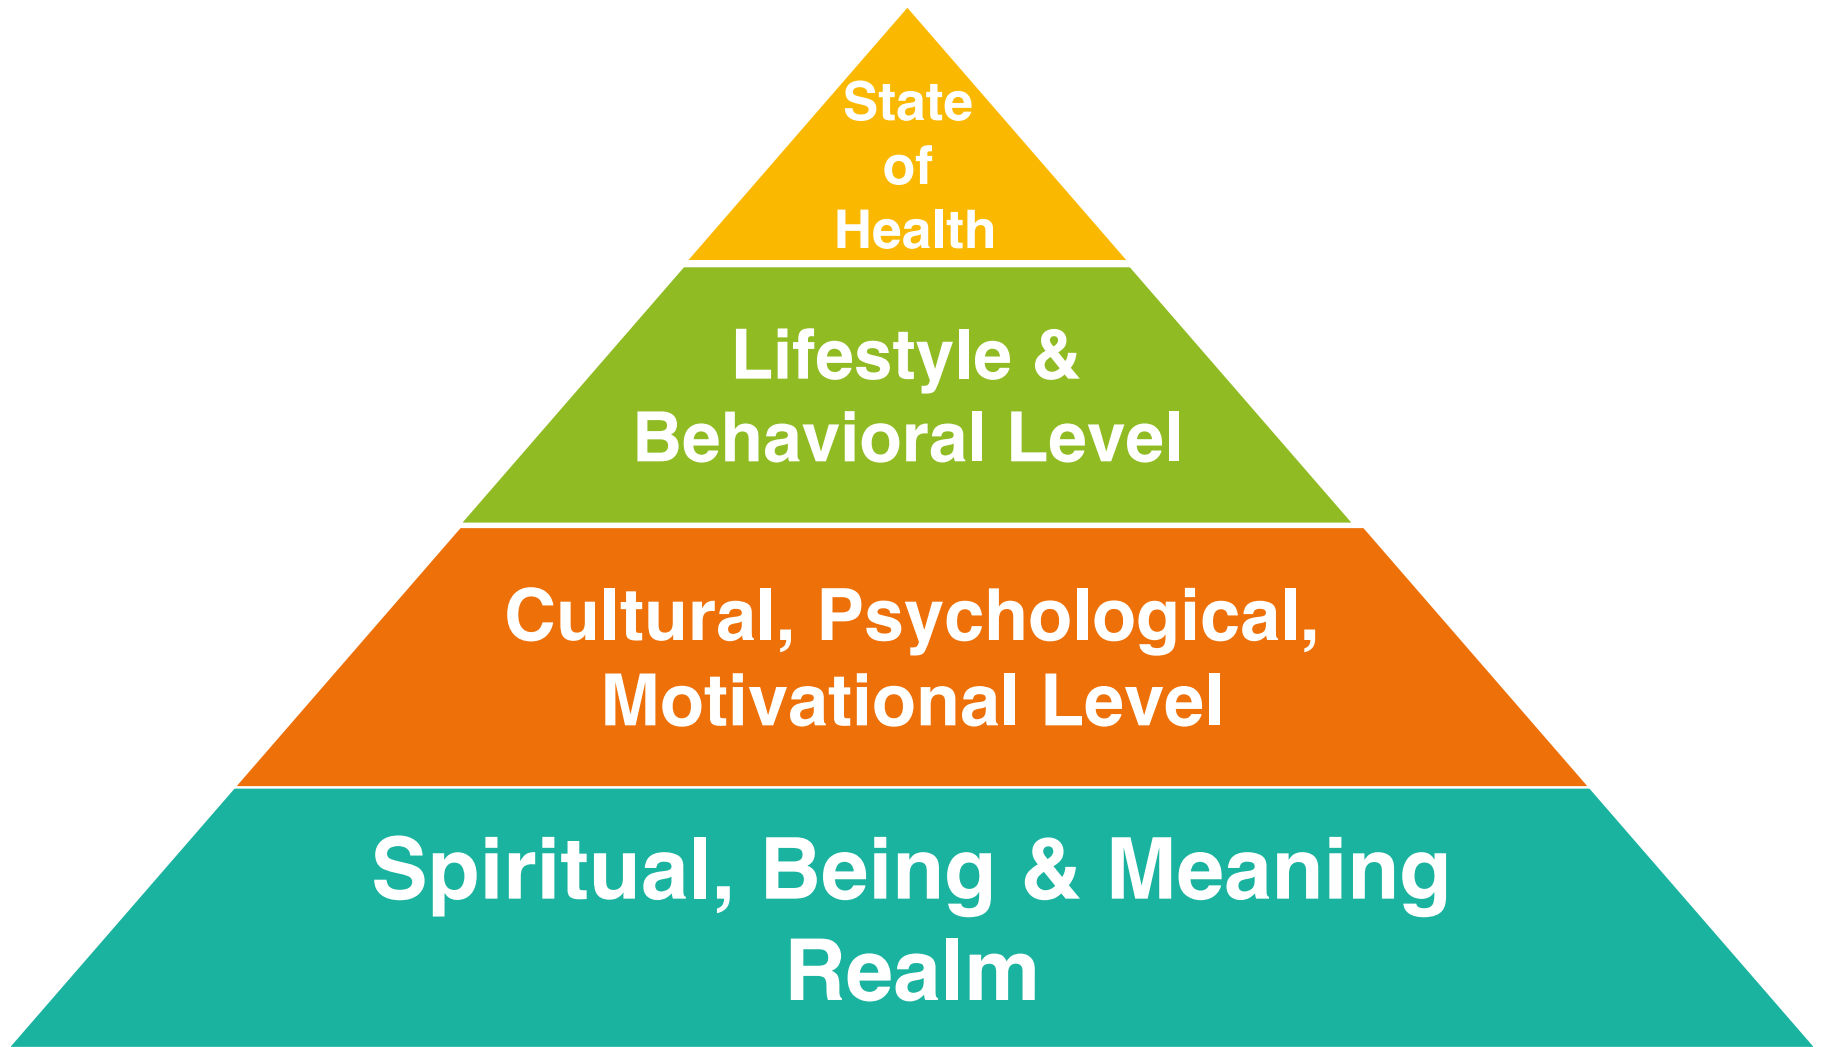 State
of
Health
Lifestyle &
Behavioral Level
Cultural, Psychological,
Motivational Level
Spiritual, Being & Meaning
Realm